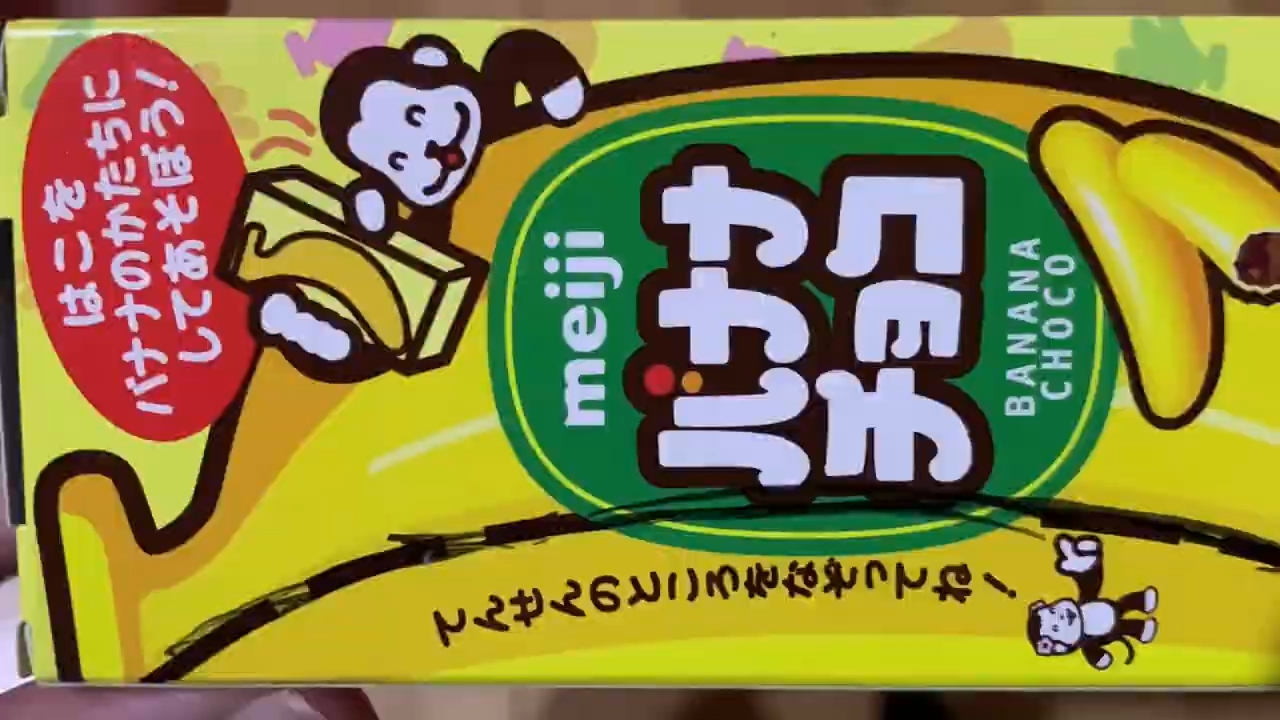 はこを
バナナのかたちに
してあそぼう!
meiji
バナナ
チョコ
BANANA
CHOCO
てんせんのところをなぞってね!